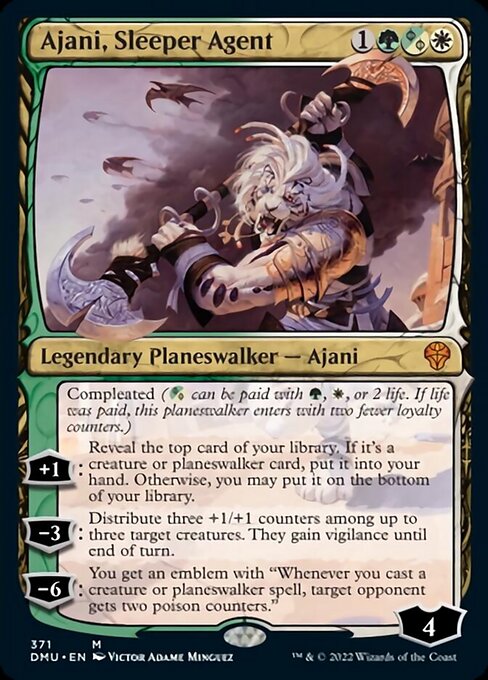 Ajani, Sleeper Agent 1
Legendary Planeswalker — Ajani
Compleated ( can be paid with , , or 2 life. If life
was paid, this planeswalker enters with two fewer loyalty
counters.)
Reveal the top card of your library. If it's a
+1 : creature or planeswalker card, put it into your
hand. Otherwise, you may put it on the bottom
of your library.
Distribute three +1/+1 counters among up to
-3 : three target creatures. They gain vigilance until
end of turn.
You get an emblem with “Whenever you cast a
-6 : creature or planeswalker spell, target opponent
gets two poison counters.”
4
371 M
DMU • EN Victor Adame Minguez ™ & © 2022 Wizards of the Coast